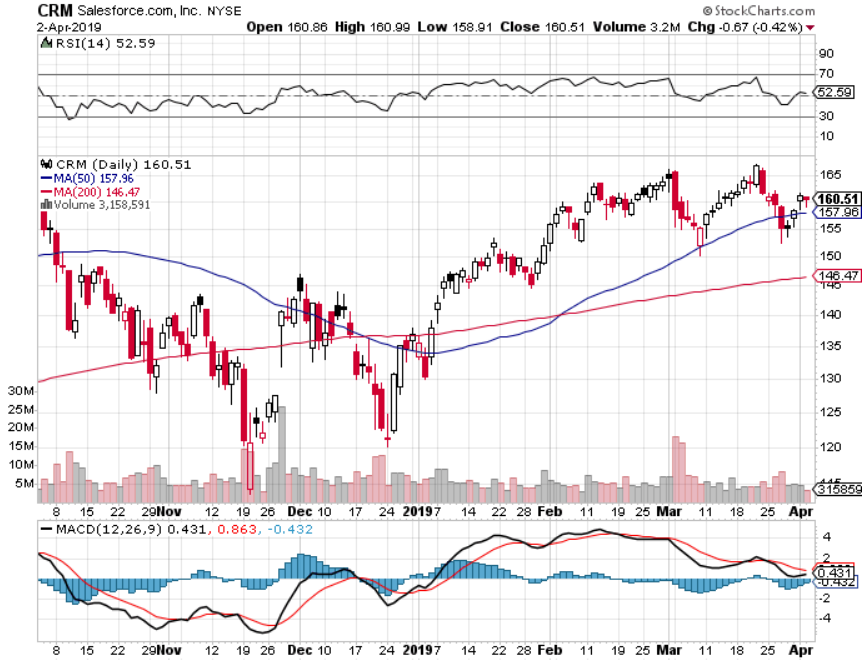 CRM Salesforce.com, Inc. NYSE © StockCharts.com
2-Apr-2019 Open 160.86 High 160.99 Low 158.91 Close 160.51 Volume 3.2M Chg -0.67 (-0.42%)
RSI(14) 52.59
90
70
52.59
30
10
CRM (Daily) 160.51
MA(50) 157.96
MA(200) 146.47
Volume 3,158,591
165
160.51
157.96
155
150
146.47
145
140
135
130
125
120
115
30M
25M
20M
15M
10M
5M
3158591
8 15 22 29 Nov 12 19 26 Dec 10 17 24 2019 7 14 22 28 Feb 11 19 25 Mar 11 18 25 Apr
MACD(12,26,9) 0.431, 0.863, -0.432
4
2
0.431
-0.432
-2
-4
8 15 22 29 Nov 12 19 26 Dec 10 17 24 2019 7 14 22 28 Feb 11 19 25 Mar 11 18 25 Apr